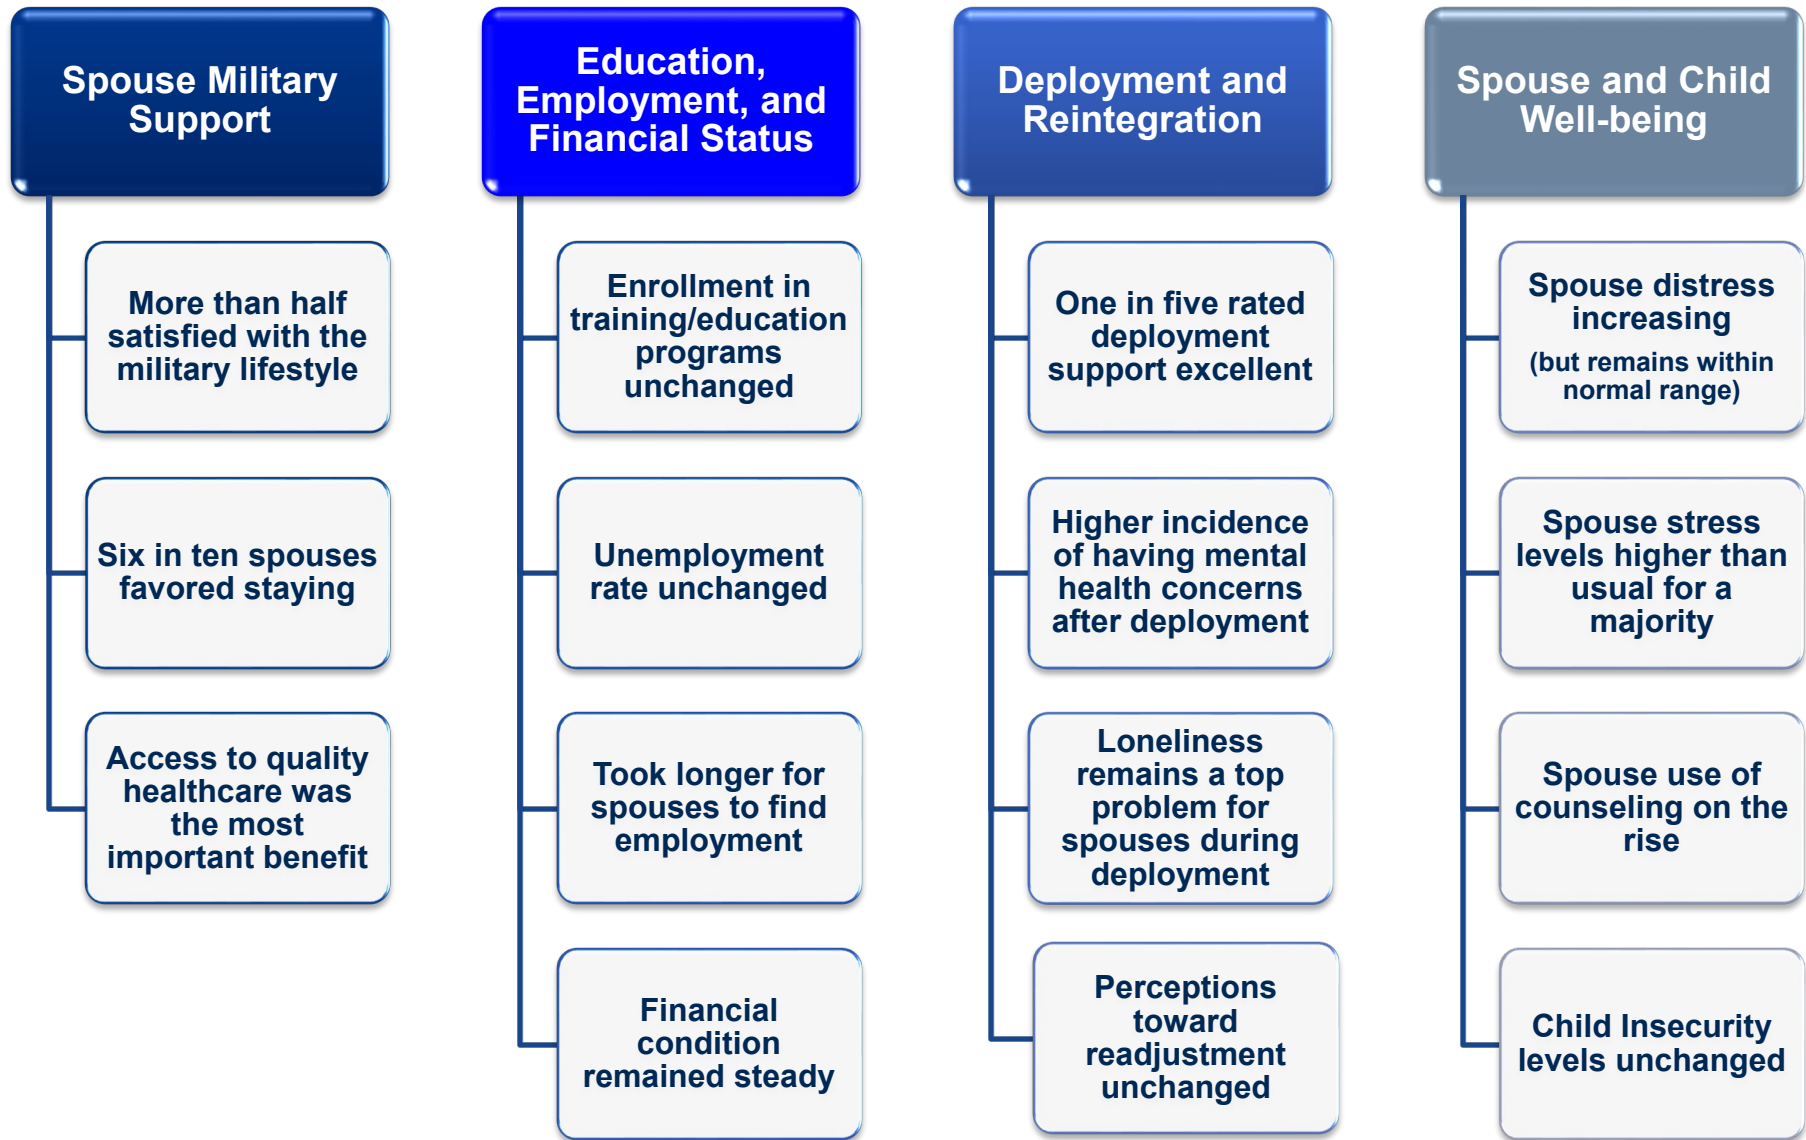 Spouse Military
Support
More than half
satisfied with the
military lifestyle
Six in ten spouses
favored staying
Access to quality
healthcare was
the most
important benefit
Education,
Employment, and
Financial Status
Enrollment in
training/education
programs
unchanged
Unemployment
rate unchanged
Took longer for
spouses to find
employment
Financial
condition
remained steady
Deployment and
Reintegration
One in five rated
deployment
support excellent
Higher incidence
of having mental
health concerns
after deployment
Loneliness
remains a top
problem for
spouses during
deployment
Perceptions
toward
readjustment
unchanged
Spouse and Child
Well-being
Spouse distress
increasing
(but remains within
normal range)
Spouse stress
levels higher than
usual for a
majority
Spouse use of
counseling on the
rise
Child Insecurity
levels unchanged